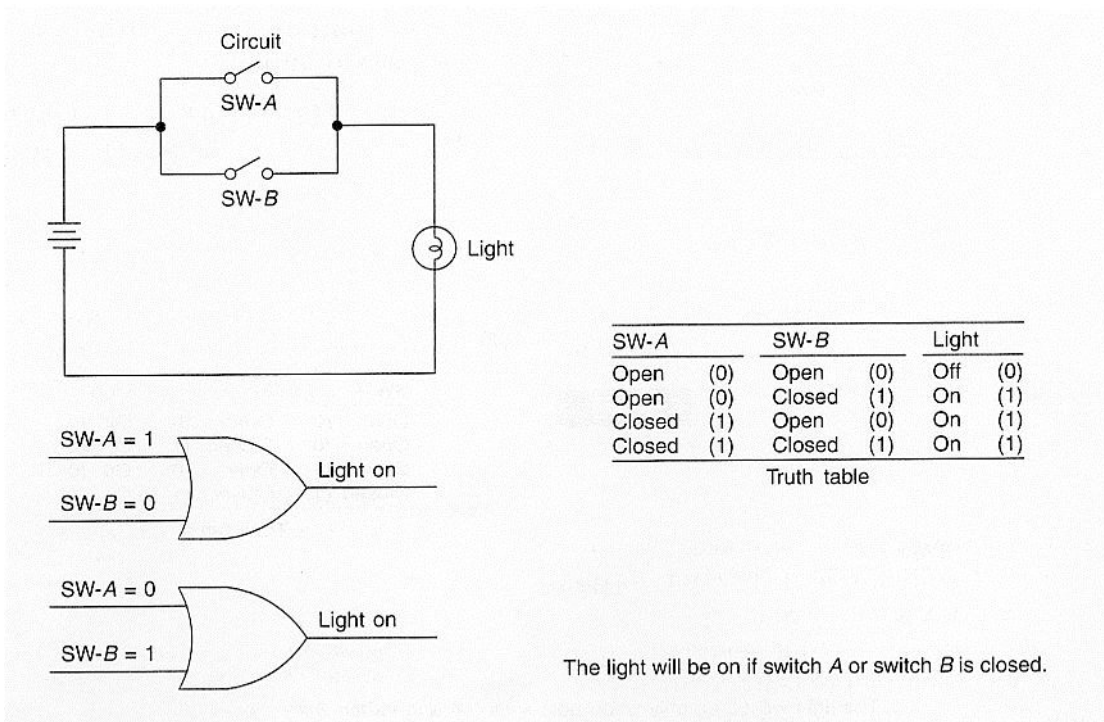 Circuit
SW-A
SW-B
Light
SW-A SW-B Light
Open (0) Open (0) Off (0)
Open (0) Closed (1) On (1)
Closed (1) Open (0) On (1)
Closed (1) Closed (1) On (1)
Truth table
SW-A = 1
Light on
SW-B = 0
SW-A = 0
Light on
SW-B = 1
The light will be on if switch A or switch B is closed.